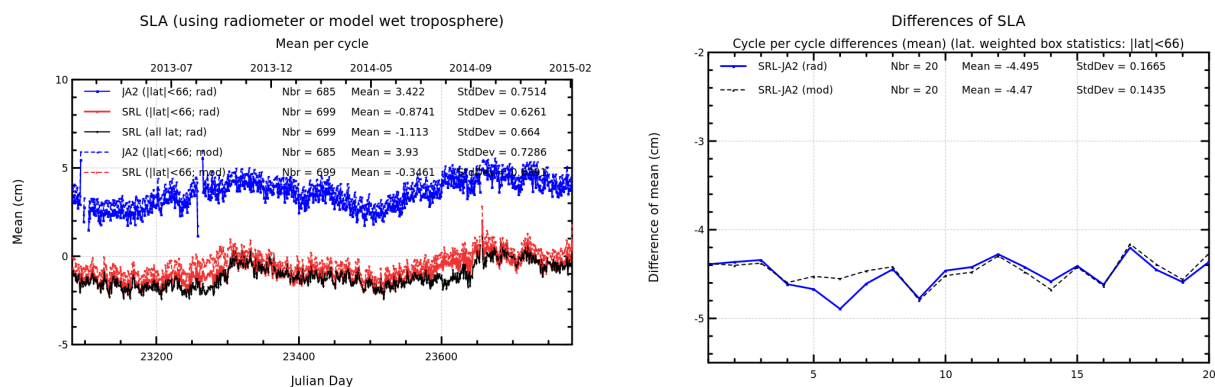 SLA (using radiometer or model wet troposphere)
Mean per cycle
2013-07 2013-12 2014-05 2014-09 2015-02
10
5
0
-5
Mean (cm)
JA2 (|lat|<66; rad) Nbr = 685 Mean = 3.422 StdDev = 0.7514
SRL (|lat|<66; rad) Nbr = 699 Mean = -0.8741 StdDev = 0.6261
SRL (all lat; rad) Nbr = 699 Mean = -1.113 StdDev = 0.664
JA2 (|lat|<66; mod) Nbr = 685 Mean = 3.93 StdDev = 0.7286
SRL (|lat|<66; mod) Nbr = 699 Mean = -0.3461 StdDev =
23200 23400 23600
Julian Day
Differences of SLA
Cycle per cycle differences (mean) (lat. weighted box statistics: |lat|<66)
-2
-3
-4
-5
Difference of mean (cm)
SRL-JA2 (rad) Nbr = 20 Mean = -4.495 StdDev = 0.1665
SRL-JA2 (mod) Nbr = 20 Mean = -4.47 StdDev = 0.1435
5 10 15 20